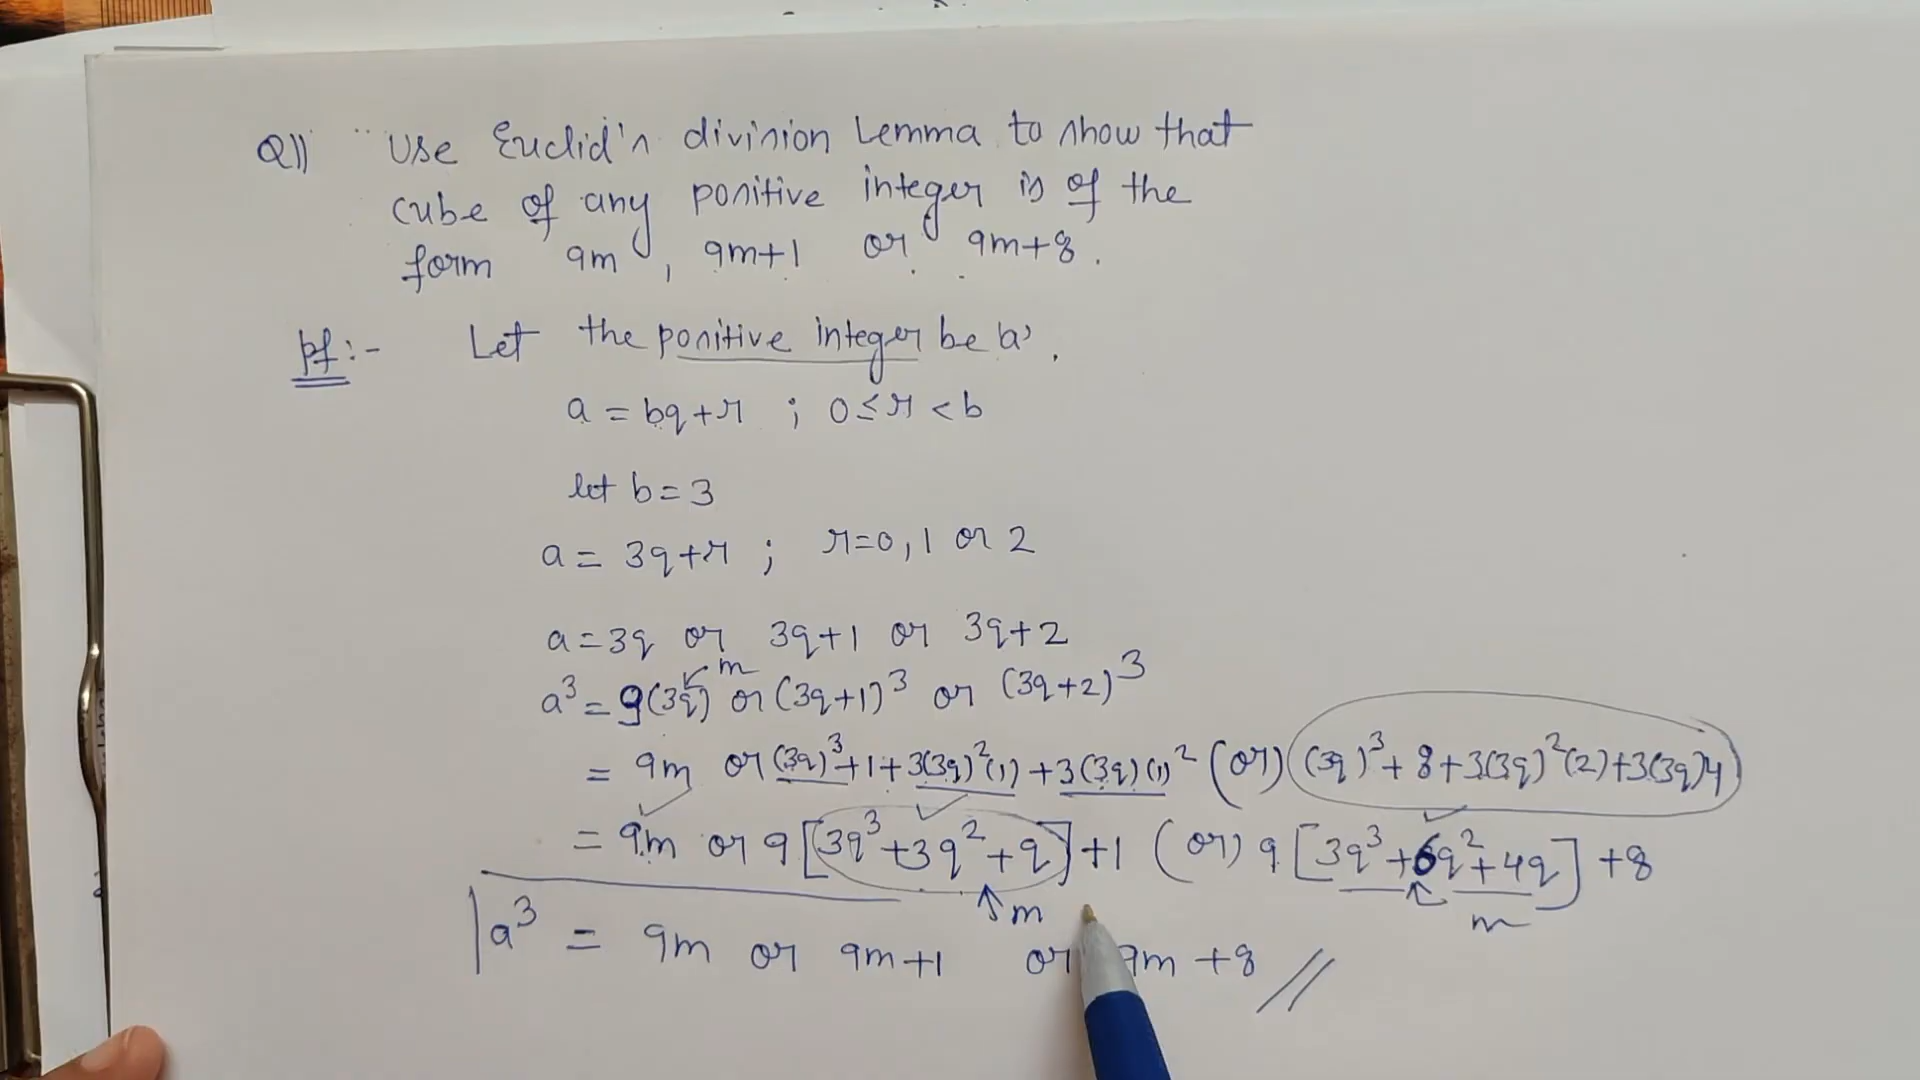 Q11 Use Euclid's division Lemma to show that
cube of any positive integer is of the
form 9m, 9m+1 or 9m+8.
Pf:- Let the positive integer be 'a'.
a = bq+r ; 0≤r<b
let b=3
a = 3q+r ; r=0,1 or 2
a=3q or 3q+1 or 3q+2
m
a³ = 9(3q) or (3q+1)³ or (3q+2)³
= 9m or (3q)³+1+3(3q)²(1)+3(3q)(1)² (or) (3q)³+8+3(3q)²(2)+3(3q)4
= 9m or 9[3q³+3q²+q]+1 (or) 9[3q³+6q²+4q]+8
m m
a³ = 9m or 9m+1 or 9m+8 //